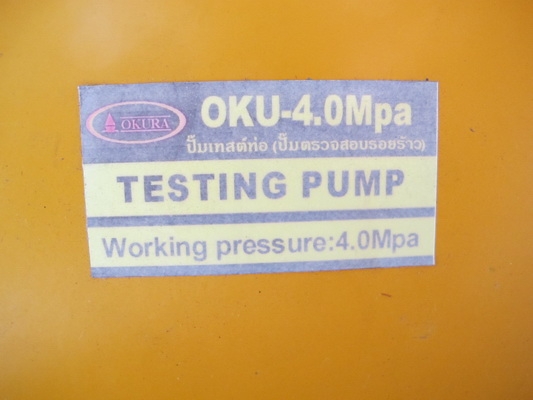 OKURA
OKU-4.0Mpa
ปั๊มเทสต์ท่อ (ปั๊มตรวจสอบรอยร้าว)
TESTING PUMP
Working pressure:4.0Mpa